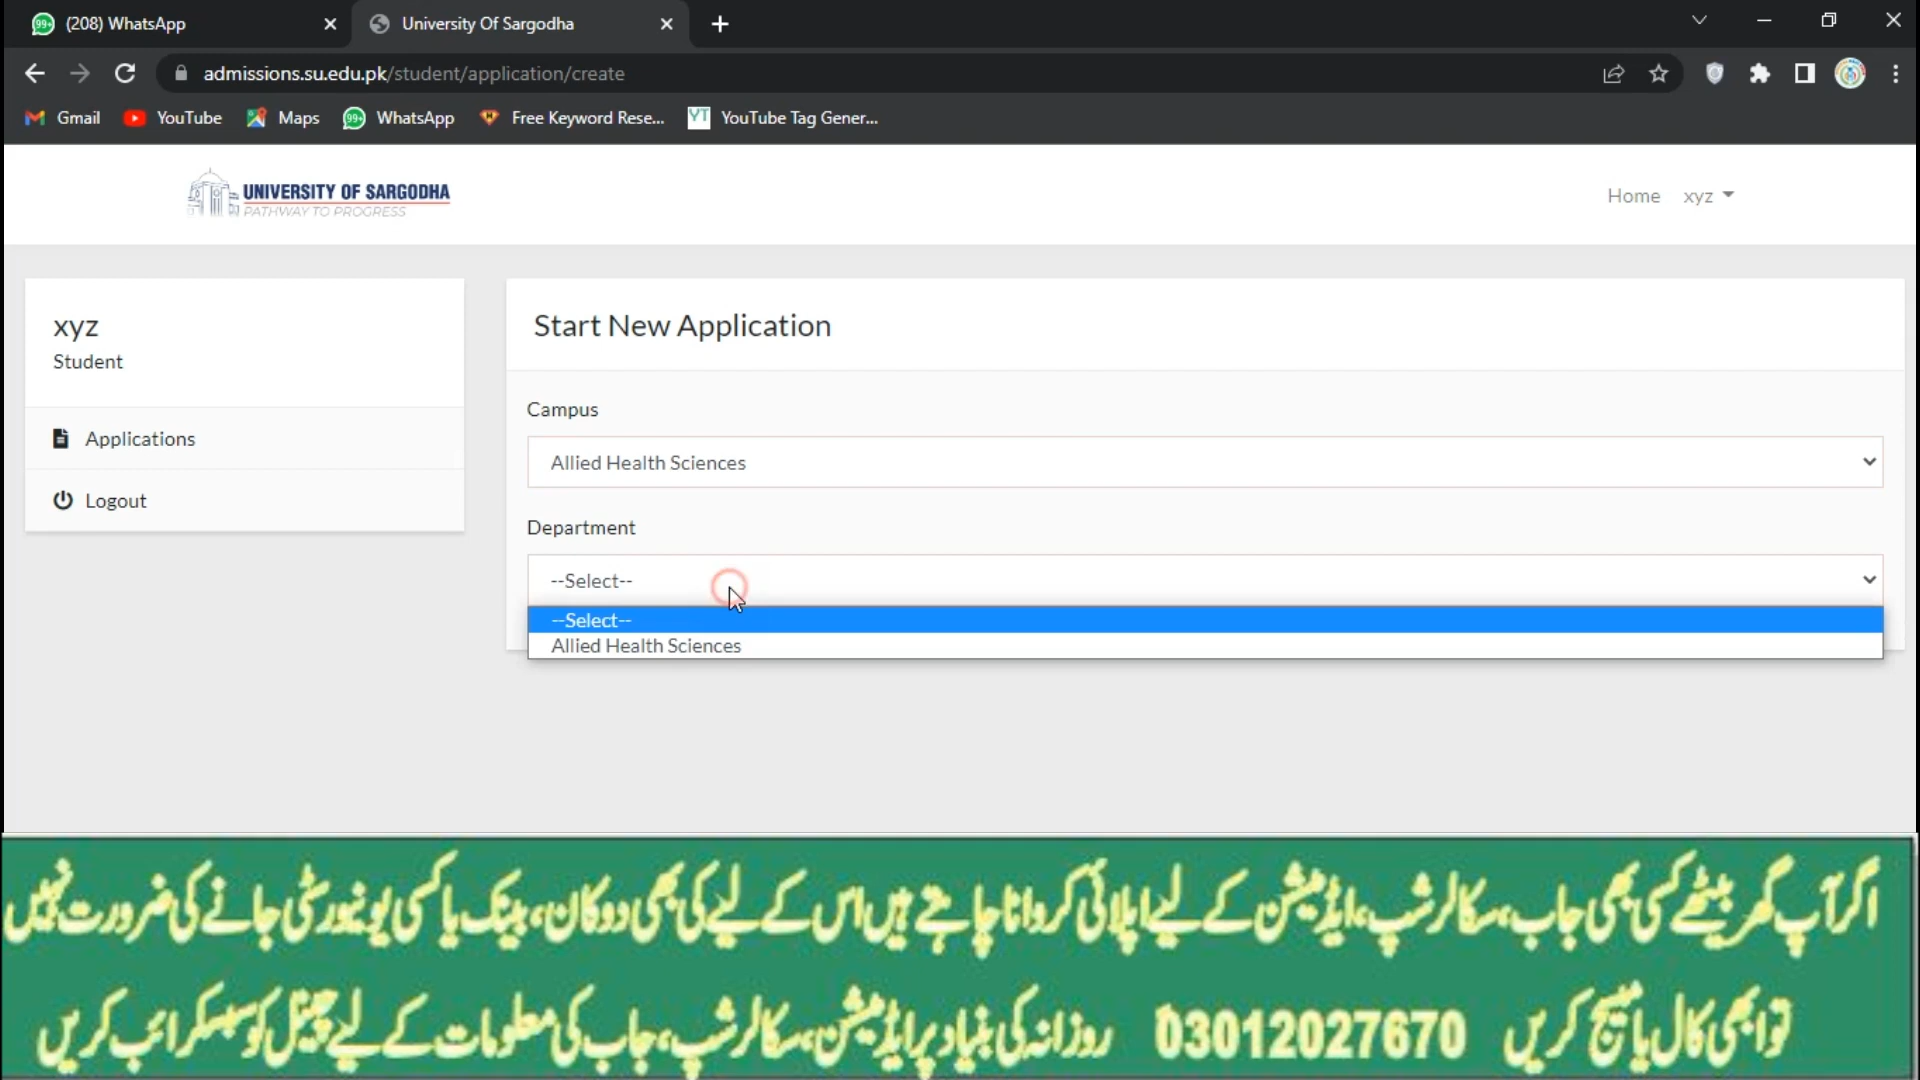 (208) WhatsApp
University Of Sargodha
admissions.su.edu.pk/student/application/create
Gmail
YouTube
Maps
WhatsApp
Free Keyword Rese...
YouTube Tag Gener...
UNIVERSITY OF SARGODHA
PATHWAY TO PROGRESS
Home
xyz
xyz
Student
Applications
Logout
Start New Application
Campus
Allied Health Sciences
Department
--Select--
--Select--
Allied Health Sciences
اگر آپ گھر بیٹھے کسی بھی جاب، سکالرشپ، ایڈمیشن کے لیے اپلائی کروانا چاہتے ہیں اس کے لیے کی بھی دوکان، بینک یا کسی یونیورسٹی جانے کی ضرورت نہیں
تو ابھی کال یا میسج کریں 03012027670 روزانہ کی بنیاد پر ایڈمیشن، سکالرشپ، جاب کی معلومات کے لیے چینل کو سبسکرائب کریں